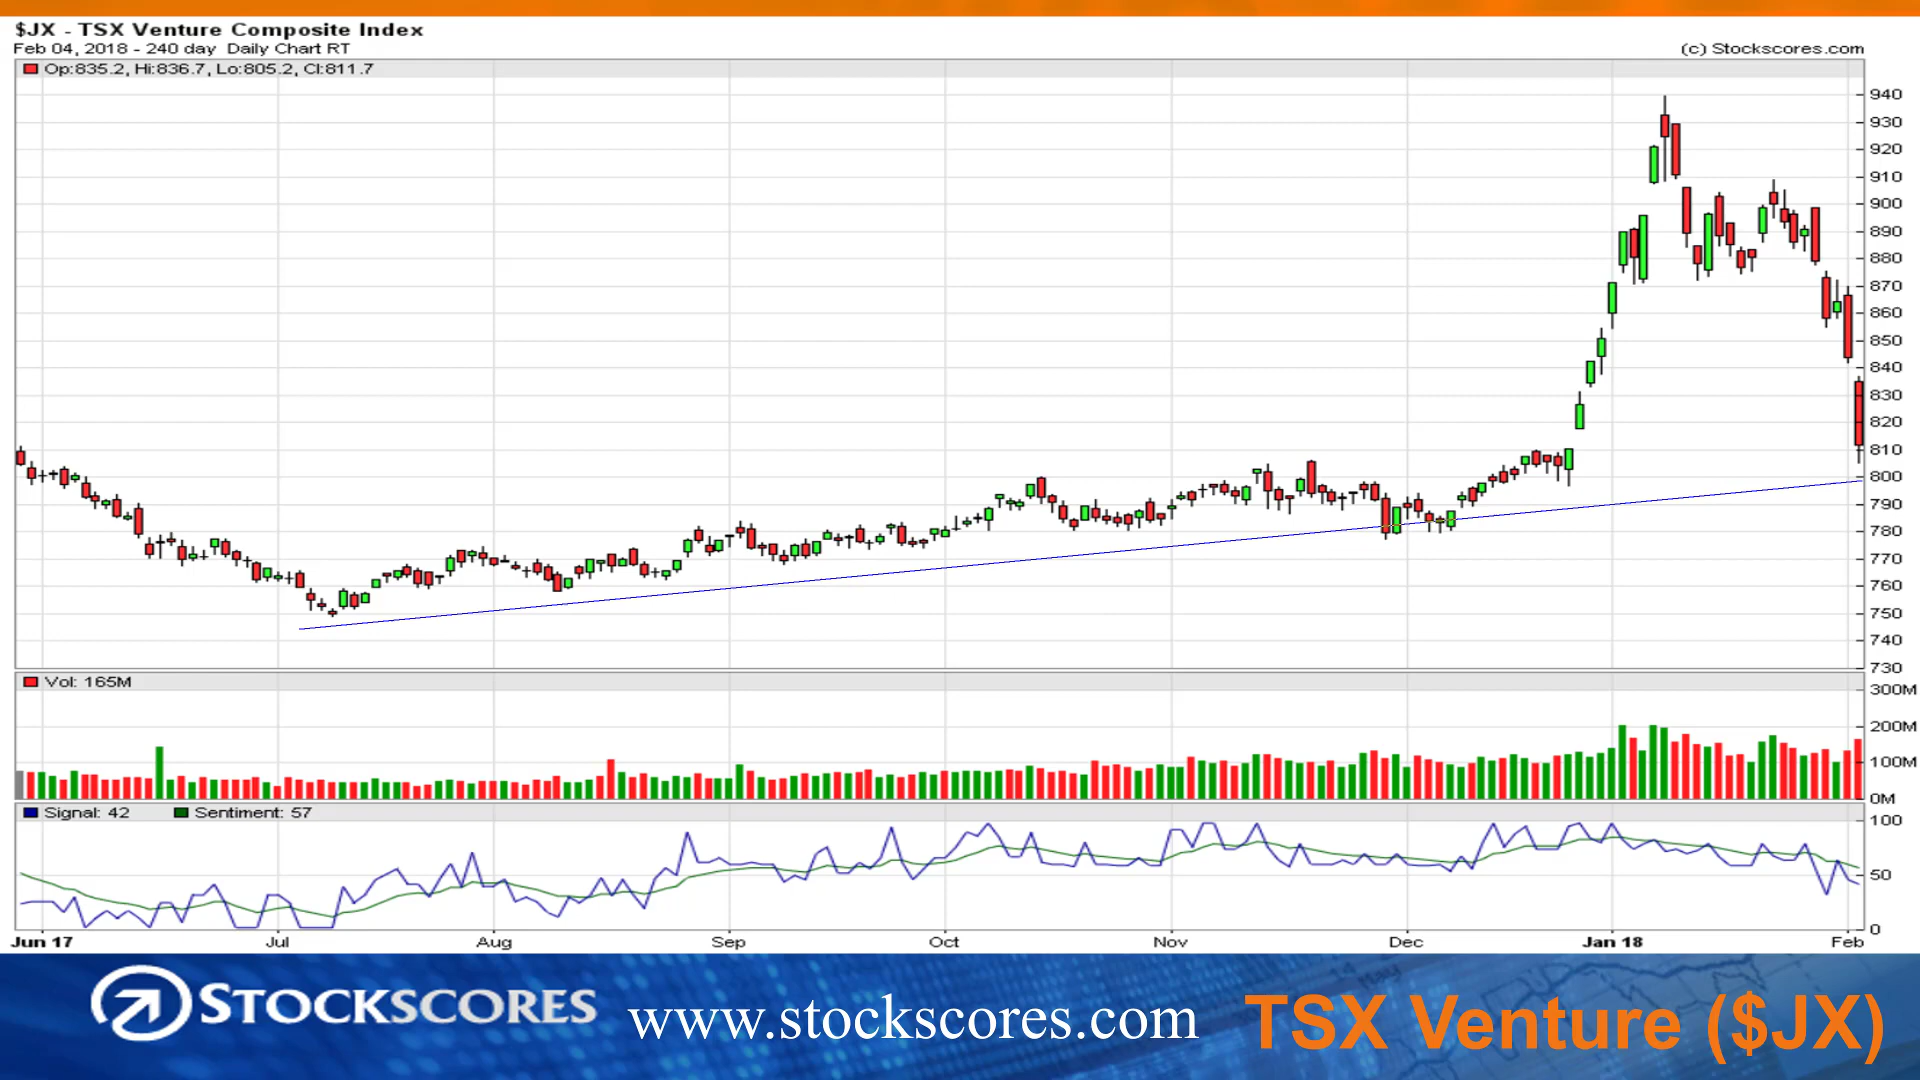 $JX - TSX Venture Composite Index
Feb 04, 2018 - 240 day  Daily Chart RT
(c) Stockscores.com
Op:835.2, Hi:836.7, Lo:805.2, Cl:811.7
940
930
920
910
900
890
880
870
860
850
840
830
820
810
800
790
780
770
760
750
740
730
Vol: 165M
300M
200M
100M
0M
Signal: 42 Sentiment: 57
100
50
0
Jun 17 Jul Aug Sep Oct Nov Dec Jan 18 Feb
STOCKSCORES www.stockscores.com TSX Venture ($JX)